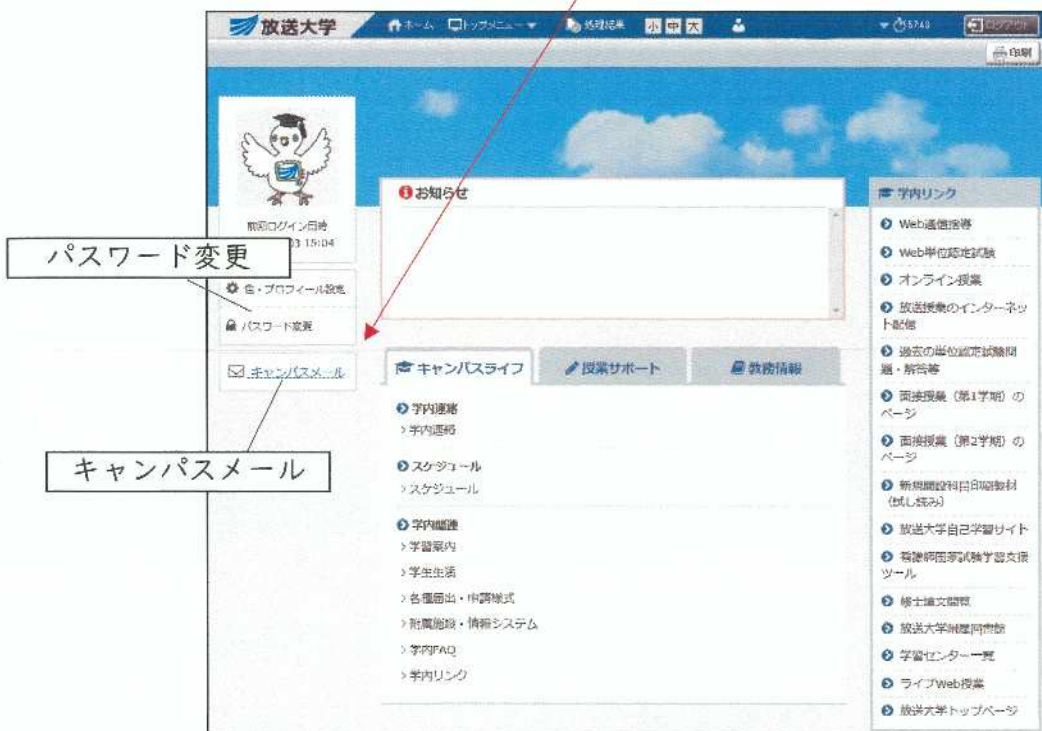 放送大学
ホーム
トップメニュー
処理結果
小 中 大
57:43
ログアウト
印刷
前回ログイン日時
03 15:04
パスワード変更
・プロフィール設定
パスワード変更
キャンパスメール
キャンパスメール
お知らせ
キャンパスライフ
授業サポート
教務情報
学内連絡
>学内連絡
スケジュール
>スケジュール
学内関連
>学習案内
>学生生活
>各種届出・申請様式
>附属施設・情報システム
>学内FAQ
>学内リンク
学内リンク
Web通信指導
Web単位認定試験
オンライン授業
放送授業のインターネッ
ト配信
過去の単位認定試験問
題・解答等
面接授業（第1学期）の
ページ
面接授業（第2学期）の
ページ
新規開設科目印刷教材
（試し読み）
放送大学自己学習サイト
看護師国家試験学習支援
ツール
修士論文閲覧
放送大学附属図書館
学習センター一覧
ライブWeb授業
放送大学トップページ